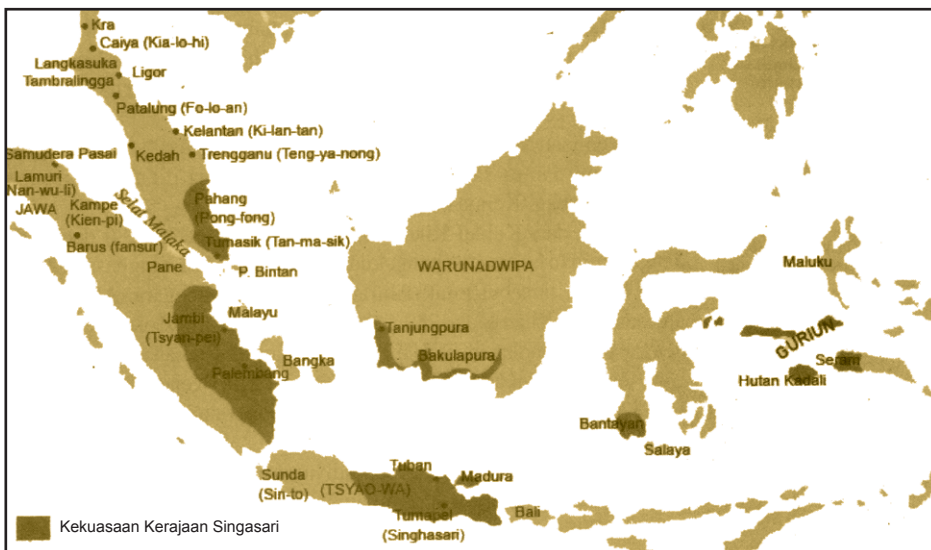 Kra
Caiya (Kia-lo-hi)
Langkasuka
Ligor
Tambralingga
Patalung (Fo-lo-an)
Kelantan (Ki-lan-tan)
Samudera Pasai
Kedah
Trengganu (Teng-ya-nong)
Lamuri
(Nan-wu-li)
JAWA
Kampe
(Kien-pi)
Selat Malaka
Pahang
(Pong-fong)
Barus (fansur)
Tumasik (Tan-ma-sik)
Pane
P. Bintan
WARUNADWIPA
Maluku
Malayu
Jambi
(Tsyan-pei)
Tanjungpura
GURIUN
Bangka
Bakulapura
Seram
Palembang
Hutan Kadali
Bantayan
Salaya
Tuban
Madura
Sunda
(Sin-to)
(TSYAO-WA)
Tumapel
(Singhasari)
Bali
Kekuasaan Kerajaan Singasari